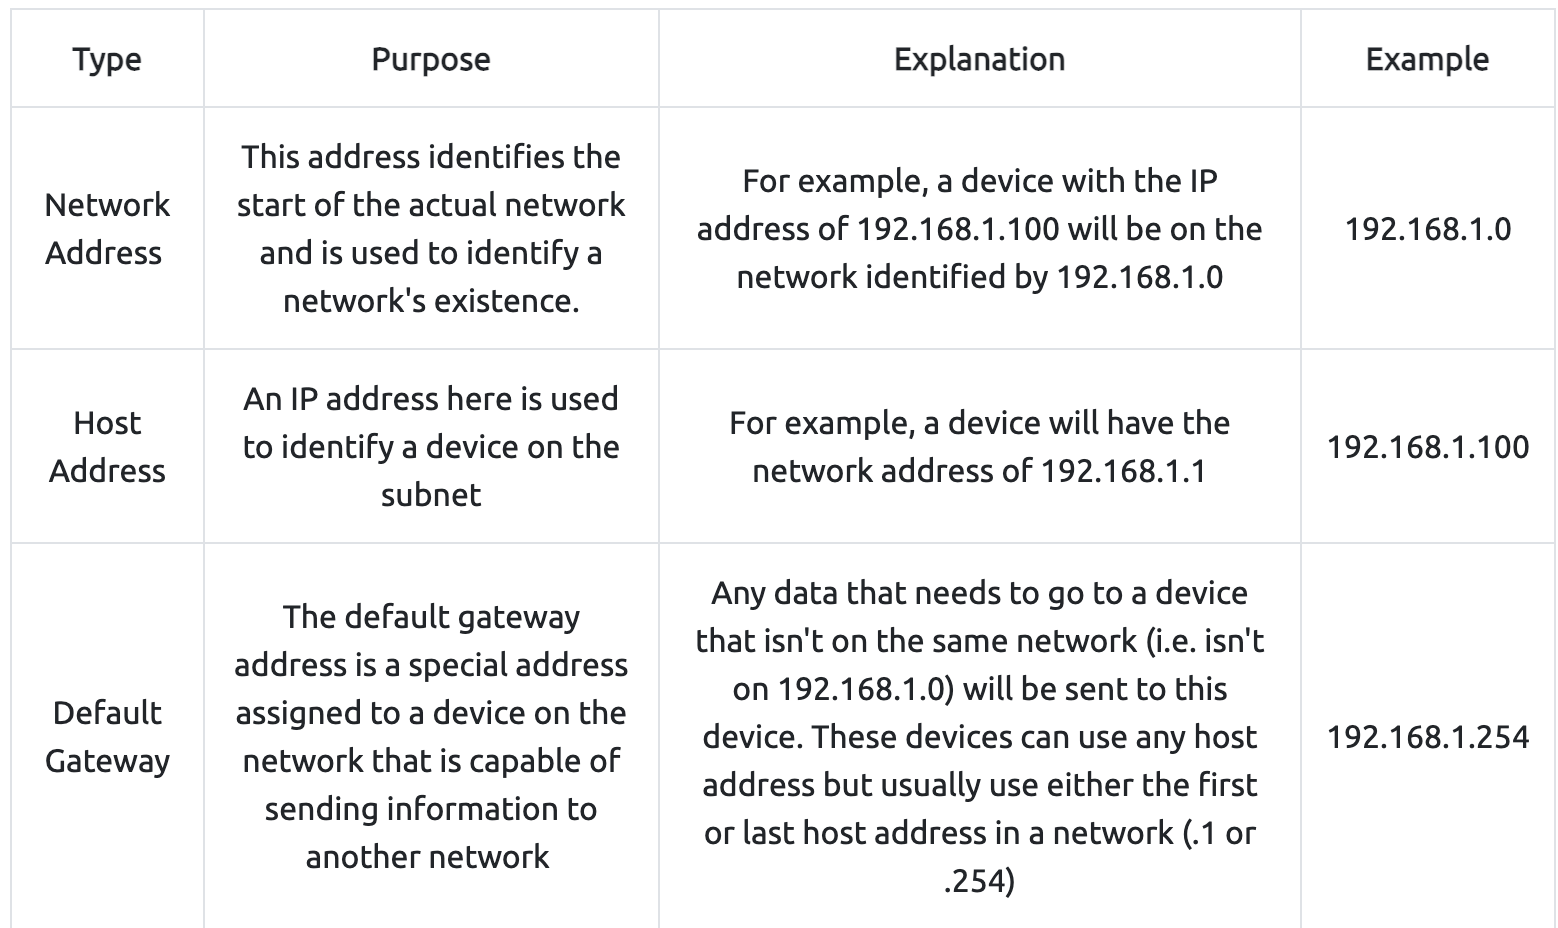 Type
Purpose
Explanation
Example
Network
Address
This address identifies the
start of the actual network
and is used to identify a
network's existence.
For example, a device with the IP
address of 192.168.1.100 will be on the
network identified by 192.168.1.0
192.168.1.0
Host
Address
An IP address here is used
to identify a device on the
subnet
For example, a device will have the
network address of 192.168.1.1
192.168.1.100
Default
Gateway
The default gateway
address is a special address
assigned to a device on the
network that is capable of
sending information to
another network
Any data that needs to go to a device
that isn't on the same network (i.e. isn't
on 192.168.1.0) will be sent to this
device. These devices can use any host
address but usually use either the first
or last host address in a network (.1 or
.254)
192.168.1.254